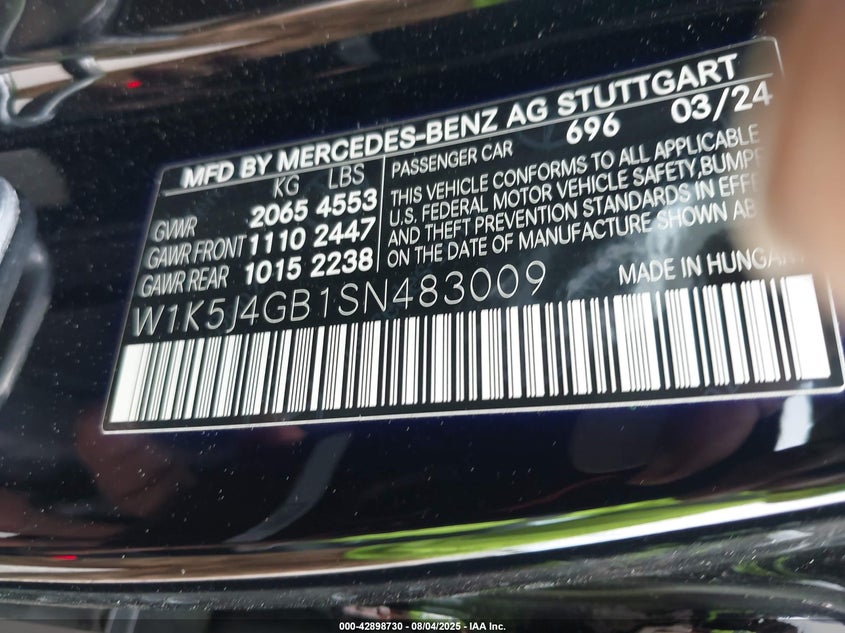 MFD BY MERCEDES-BENZ AG STUTTGART
KG LBS
GVWR 2065 4553
GAWR FRONT 1110 2447
GAWR REAR 1015 2238
696 03/24
PASSENGER CAR
THIS VEHICLE CONFORMS TO ALL APPLICABLE
U.S. FEDERAL MOTOR VEHICLE SAFETY, BUMPE
AND THEFT PREVENTION STANDARDS IN EFFE
ON THE DATE OF MANUFACTURE SHOWN AB
W1K5J4GB1SN483009
MADE IN HUNGA
000-42898730 - 08/04/2025 - IAA Inc.